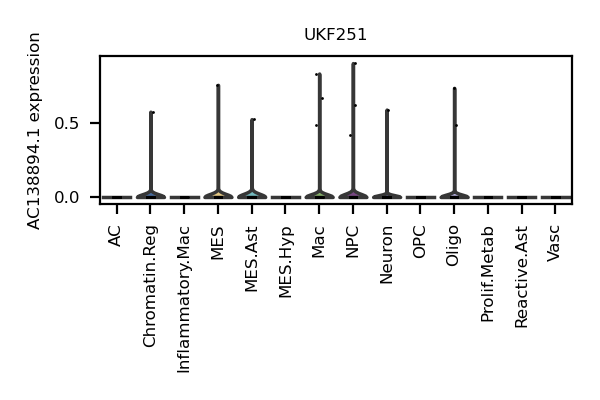 UKF251
AC138894.1 expression
0.5
0.0
AC
Chromatin.Reg
Inflammatory.Mac
MES
MES.Ast
MES.Hyp
Mac
NPC
Neuron
OPC
Oligo
Prolif.Metab
Reactive.Ast
Vasc